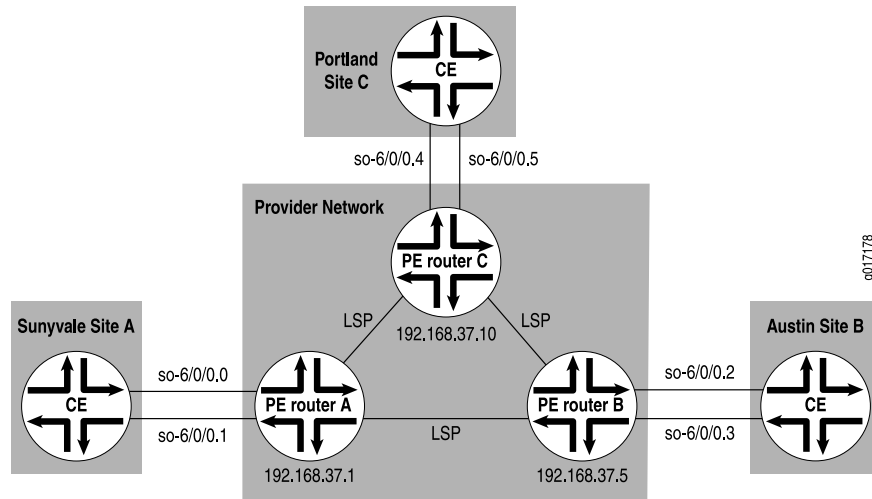 Portland
Site C
CE
so-6/0/0.4
so-6/0/0.5
Provider Network
PE router C
g017178
LSP
LSP
192.168.37.10
Sunyvale Site A
Austin Site B
so-6/0/0.0
so-6/0/0.2
CE
PE router A
PE router B
CE
so-6/0/0.1
LSP
so-6/0/0.3
192.168.37.1
192.168.37.5